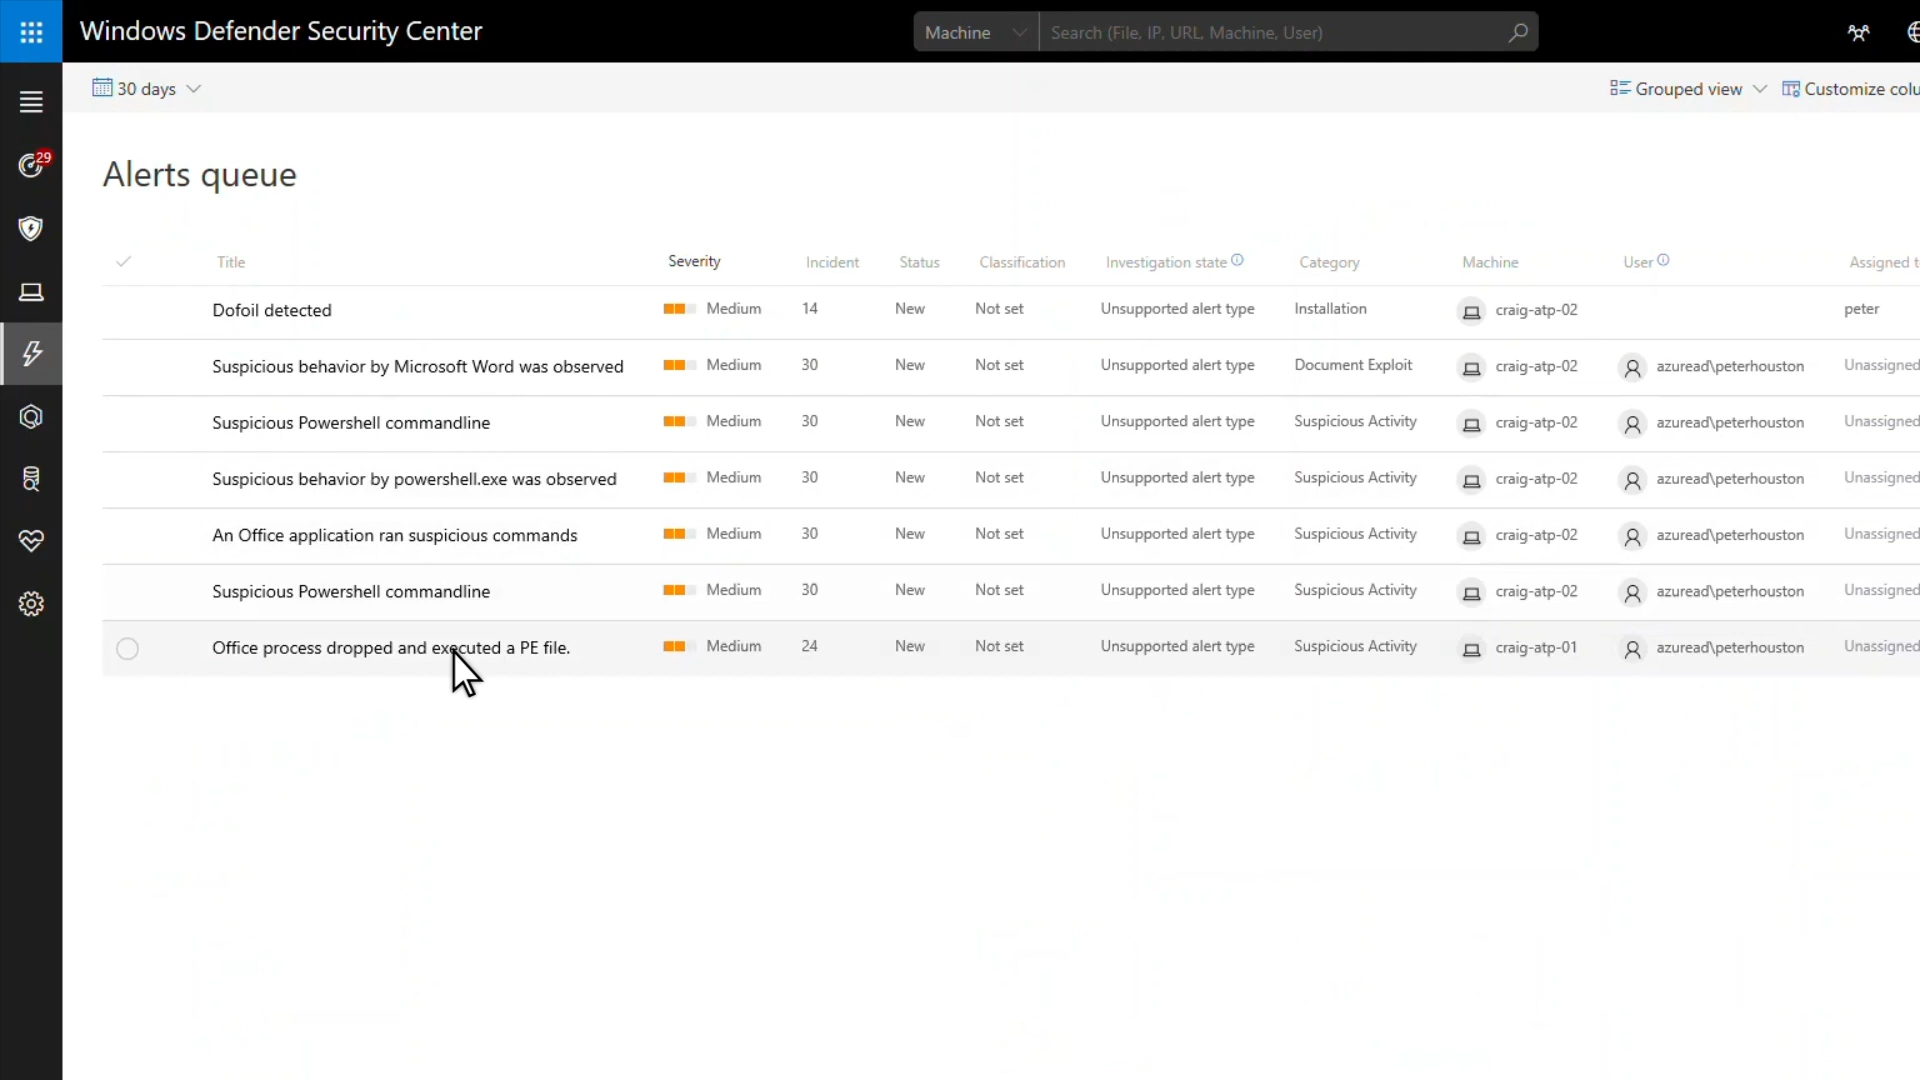 Windows Defender Security Center
Machine Search (File, IP, URL, Machine, User)
30 days Grouped view Customize colu
29
Alerts queue
Title Severity Incident Status Classification Investigation state Category Machine User Assigned t
Dofoil detected Medium 14 New Not set Unsupported alert type Installation craig-atp-02 peter
Suspicious behavior by Microsoft Word was observed Medium 30 New Not set Unsupported alert type Document Exploit craig-atp-02 azuread\peterhouston Unassigned
Suspicious Powershell commandline Medium 30 New Not set Unsupported alert type Suspicious Activity craig-atp-02 azuread\peterhouston Unassigned
Suspicious behavior by powershell.exe was observed Medium 30 New Not set Unsupported alert type Suspicious Activity craig-atp-02 azuread\peterhouston Unassigned
An Office application ran suspicious commands Medium 30 New Not set Unsupported alert type Suspicious Activity craig-atp-02 azuread\peterhouston Unassigned
Suspicious Powershell commandline Medium 30 New Not set Unsupported alert type Suspicious Activity craig-atp-02 azuread\peterhouston Unassigned
Office process dropped and executed a PE file. Medium 24 New Not set Unsupported alert type Suspicious Activity craig-atp-01 azuread\peterhouston Unassigned